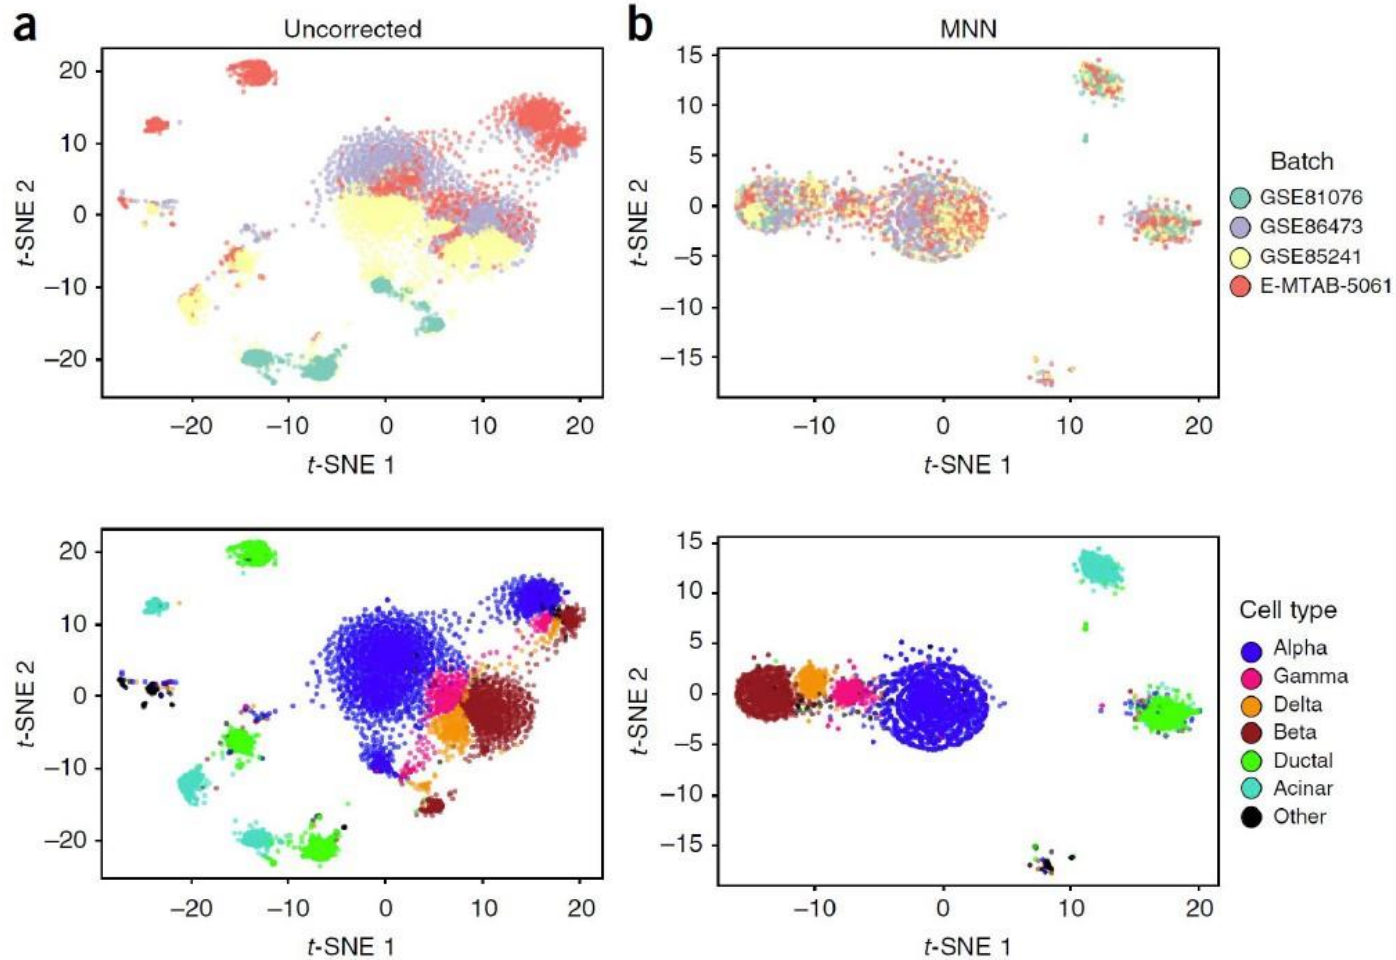 a
Uncorrected
20
10
0
−10
−20
t-SNE 2
−20 −10 0 10 20
t-SNE 1
b
MNN
15
10
5
0
−5
−10
−15
t-SNE 2
−10 0 10 20
t-SNE 1
Batch
GSE81076
GSE86473
GSE85241
E-MTAB-5061
20
10
0
−10
−20
t-SNE 2
−20 −10 0 10 20
t-SNE 1
15
10
5
0
−5
−10
−15
t-SNE 2
−10 0 10 20
t-SNE 1
Cell type
Alpha
Gamma
Delta
Beta
Ductal
Acinar
Other